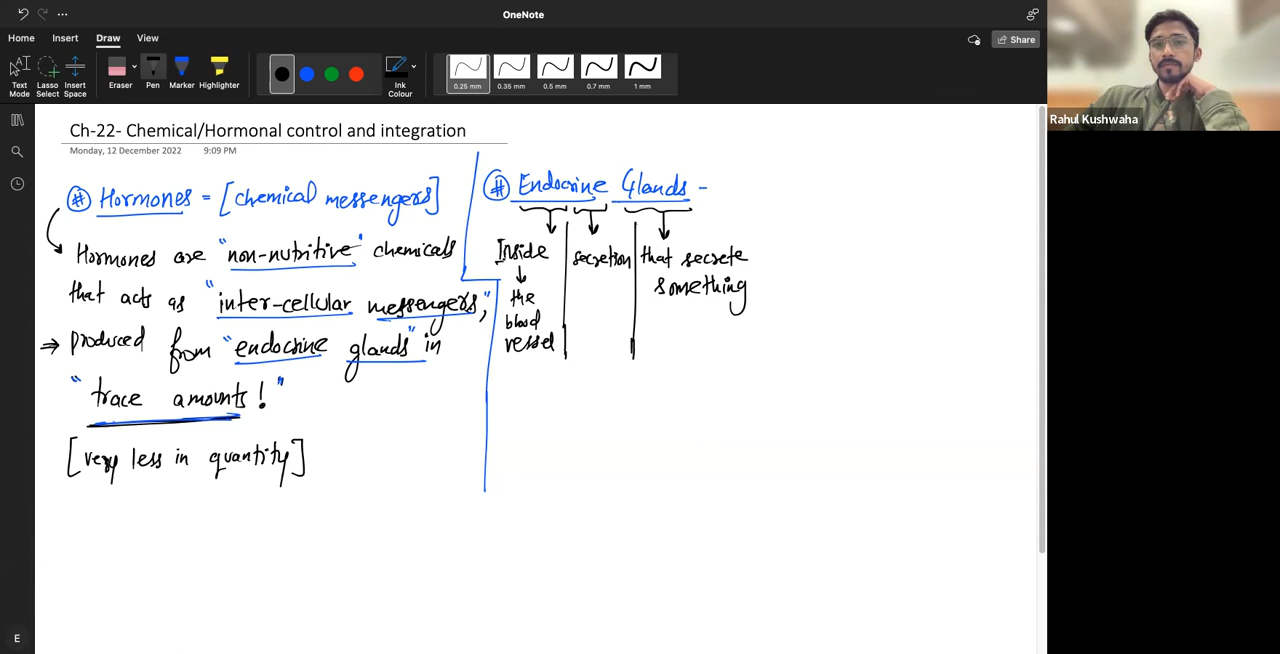 OneNote
Home Insert Draw View
Share
Text Mode
Lasso Select
Insert Space
Eraser
Pen
Marker
Highlighter
Ink Colour
0.25 mm 0.35 mm 0.5 mm 0.7 mm 1 mm
Rahul Kushwaha
Ch-22- Chemical/Hormonal control and integration
Monday, 12 December 2022 9:09 PM
# Hormones = [chemical messengers]
Hormones are "non-nutritive" chemicals
that acts as "inter-cellular messengers,"
⇒ produced from "endocrine glands" in
"trace amounts!"
[very less in quantity]
# Endocrine Glands -
Inside
↓
the
blood
vessel
secretion
that secrete
something
E